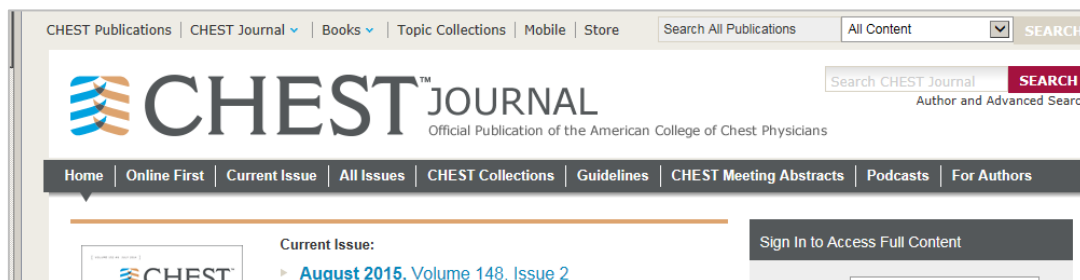 CHEST Publications | CHEST Journal | Books | Topic Collections | Mobile | Store Search All Publications All Content SEARCH
CHEST™ JOURNAL Search CHEST Journal SEARCH
Author and Advanced Searc
Official Publication of the American College of Chest Physicians
Home | Online First | Current Issue | All Issues | CHEST Collections | Guidelines | CHEST Meeting Abstracts | Podcasts | For Authors
Current Issue: Sign In to Access Full Content
CHEST August 2015, Volume 148, Issue 2